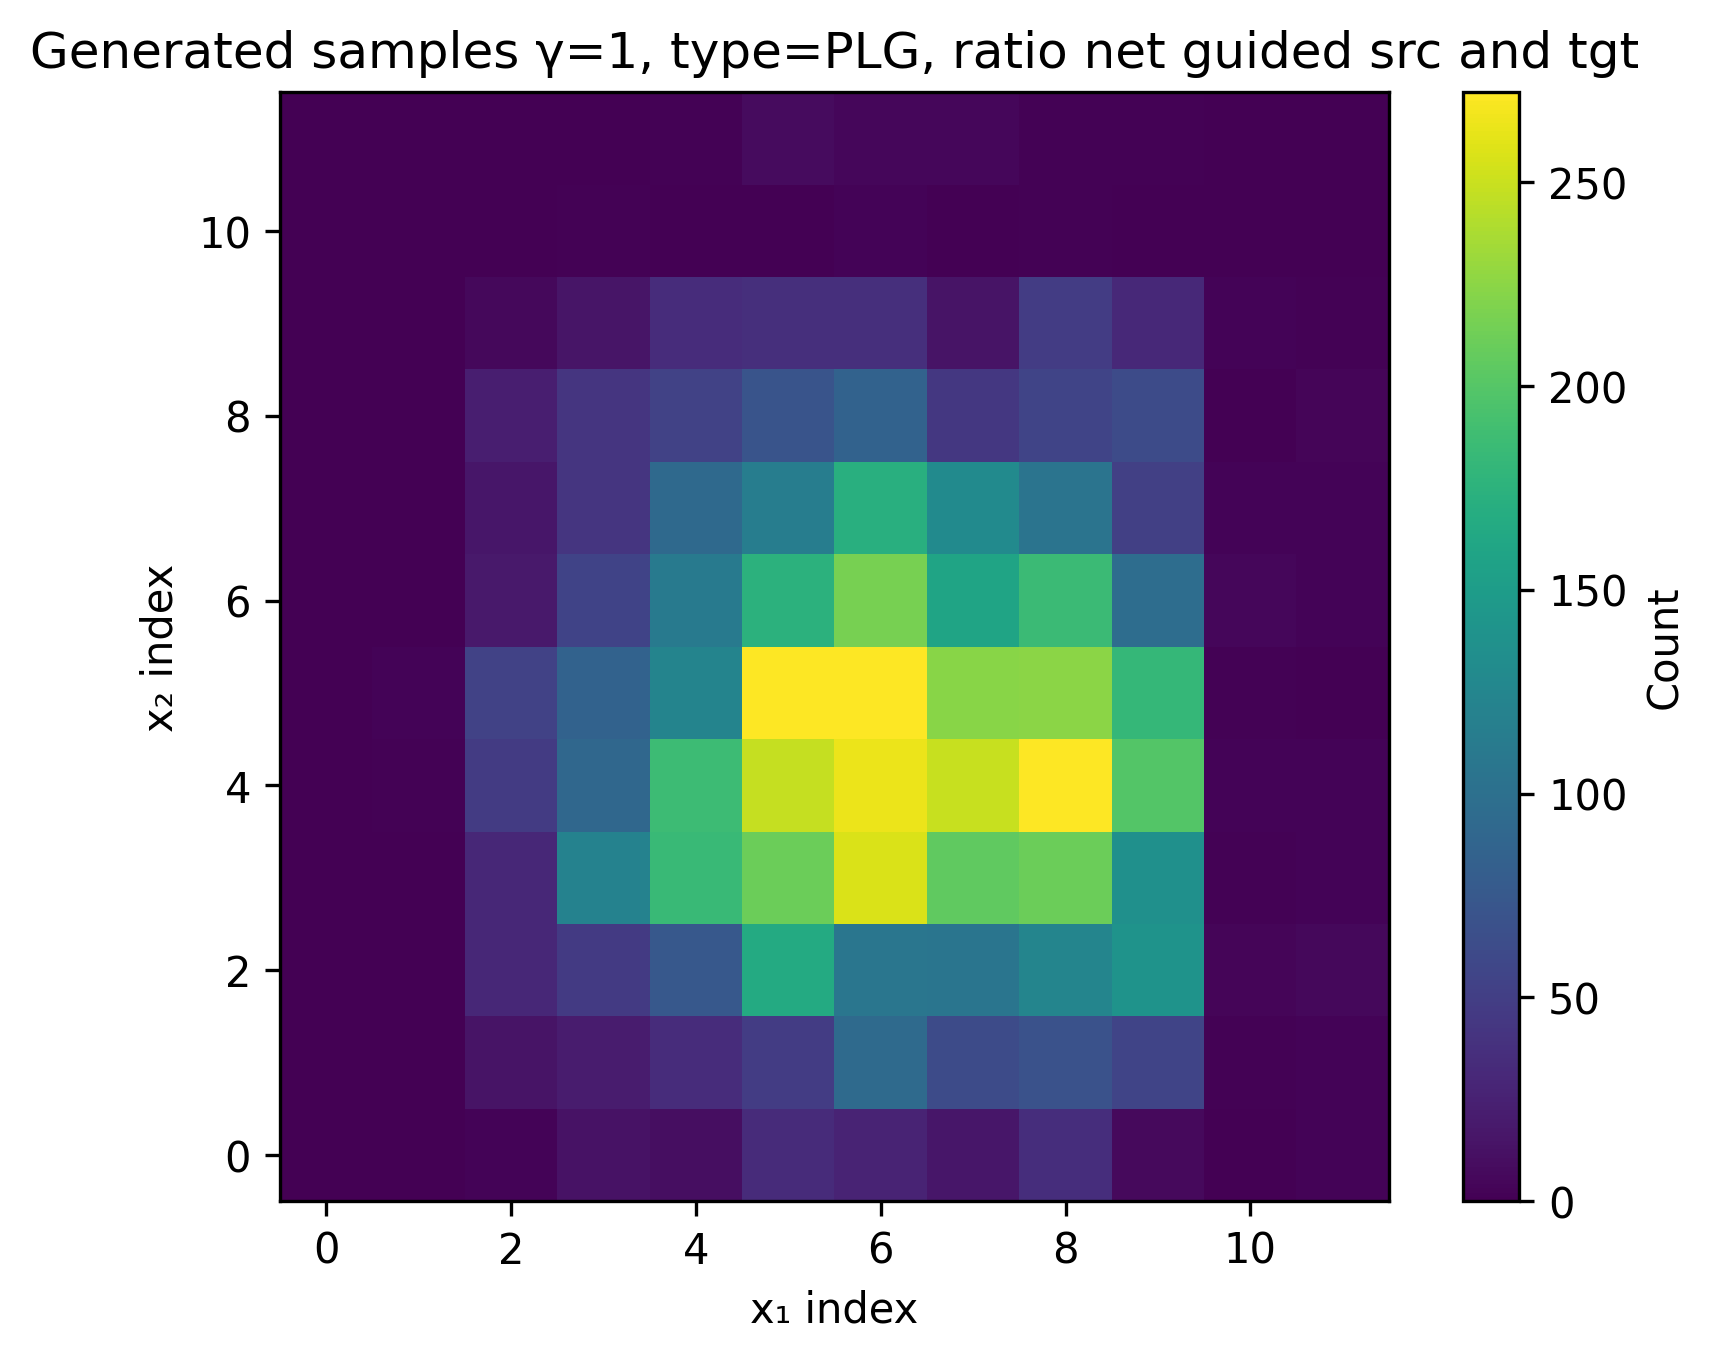 Generated samples γ=1, type=PLG, ratio net guided src and tgt
10
8
6
4
2
0
x₂ index
0 2 4 6 8 10
x₁ index
250
200
150
100
50
0
Count